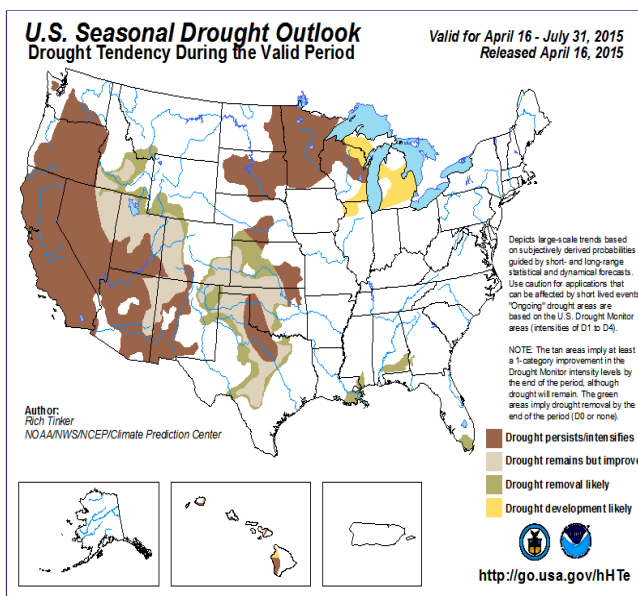 U.S. Seasonal Drought Outlook
Drought Tendency During the Valid Period
Valid for April 16 - July 31, 2015
Released April 16, 2015
Depicts large-scale trends based
on subjectively derived probabilities
guided by short- and long-range
statistical and dynamical forecasts.
Use caution for applications that
can be affected by short lived events.
"Ongoing" drought areas are
based on the U.S. Drought Monitor
areas (intensities of D1 to D4).
NOTE: The tan areas imply at least
a 1-category improvement in the
Drought Monitor intensity levels by
the end of the period, although
drought will remain. The green
areas imply drought removal by the
end of the period (D0 or none).
Author:
Rich Tinker
NOAA/NWS/NCEP/Climate Prediction Center
Drought persists/intensifies
Drought remains but improve
Drought removal likely
Drought development likely
http://go.usa.gov/hHTe